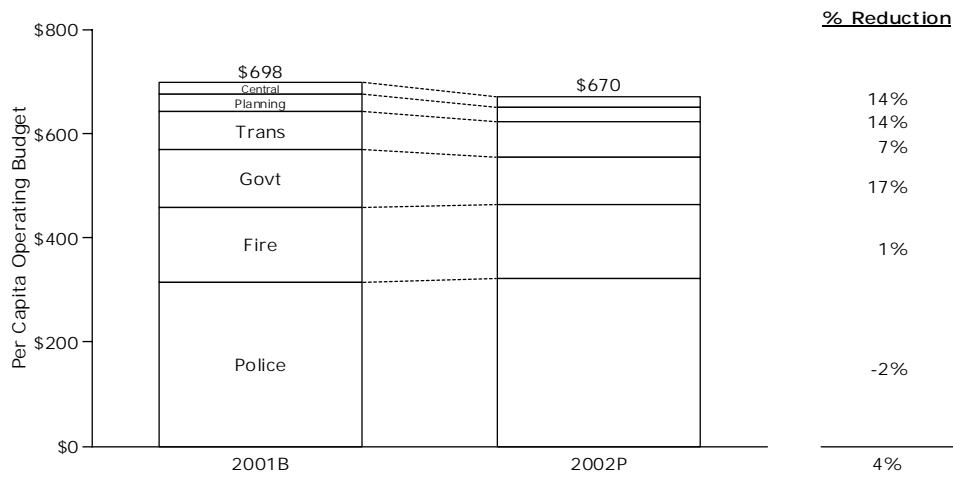 % Reduction
$800
$698
$670
Central
14%
Planning
14%
$600
Trans
7%
Govt
17%
$400
Fire
1%
$200
Police
-2%
$0
2001B
2002P
4%
Per Capita Operating Budget